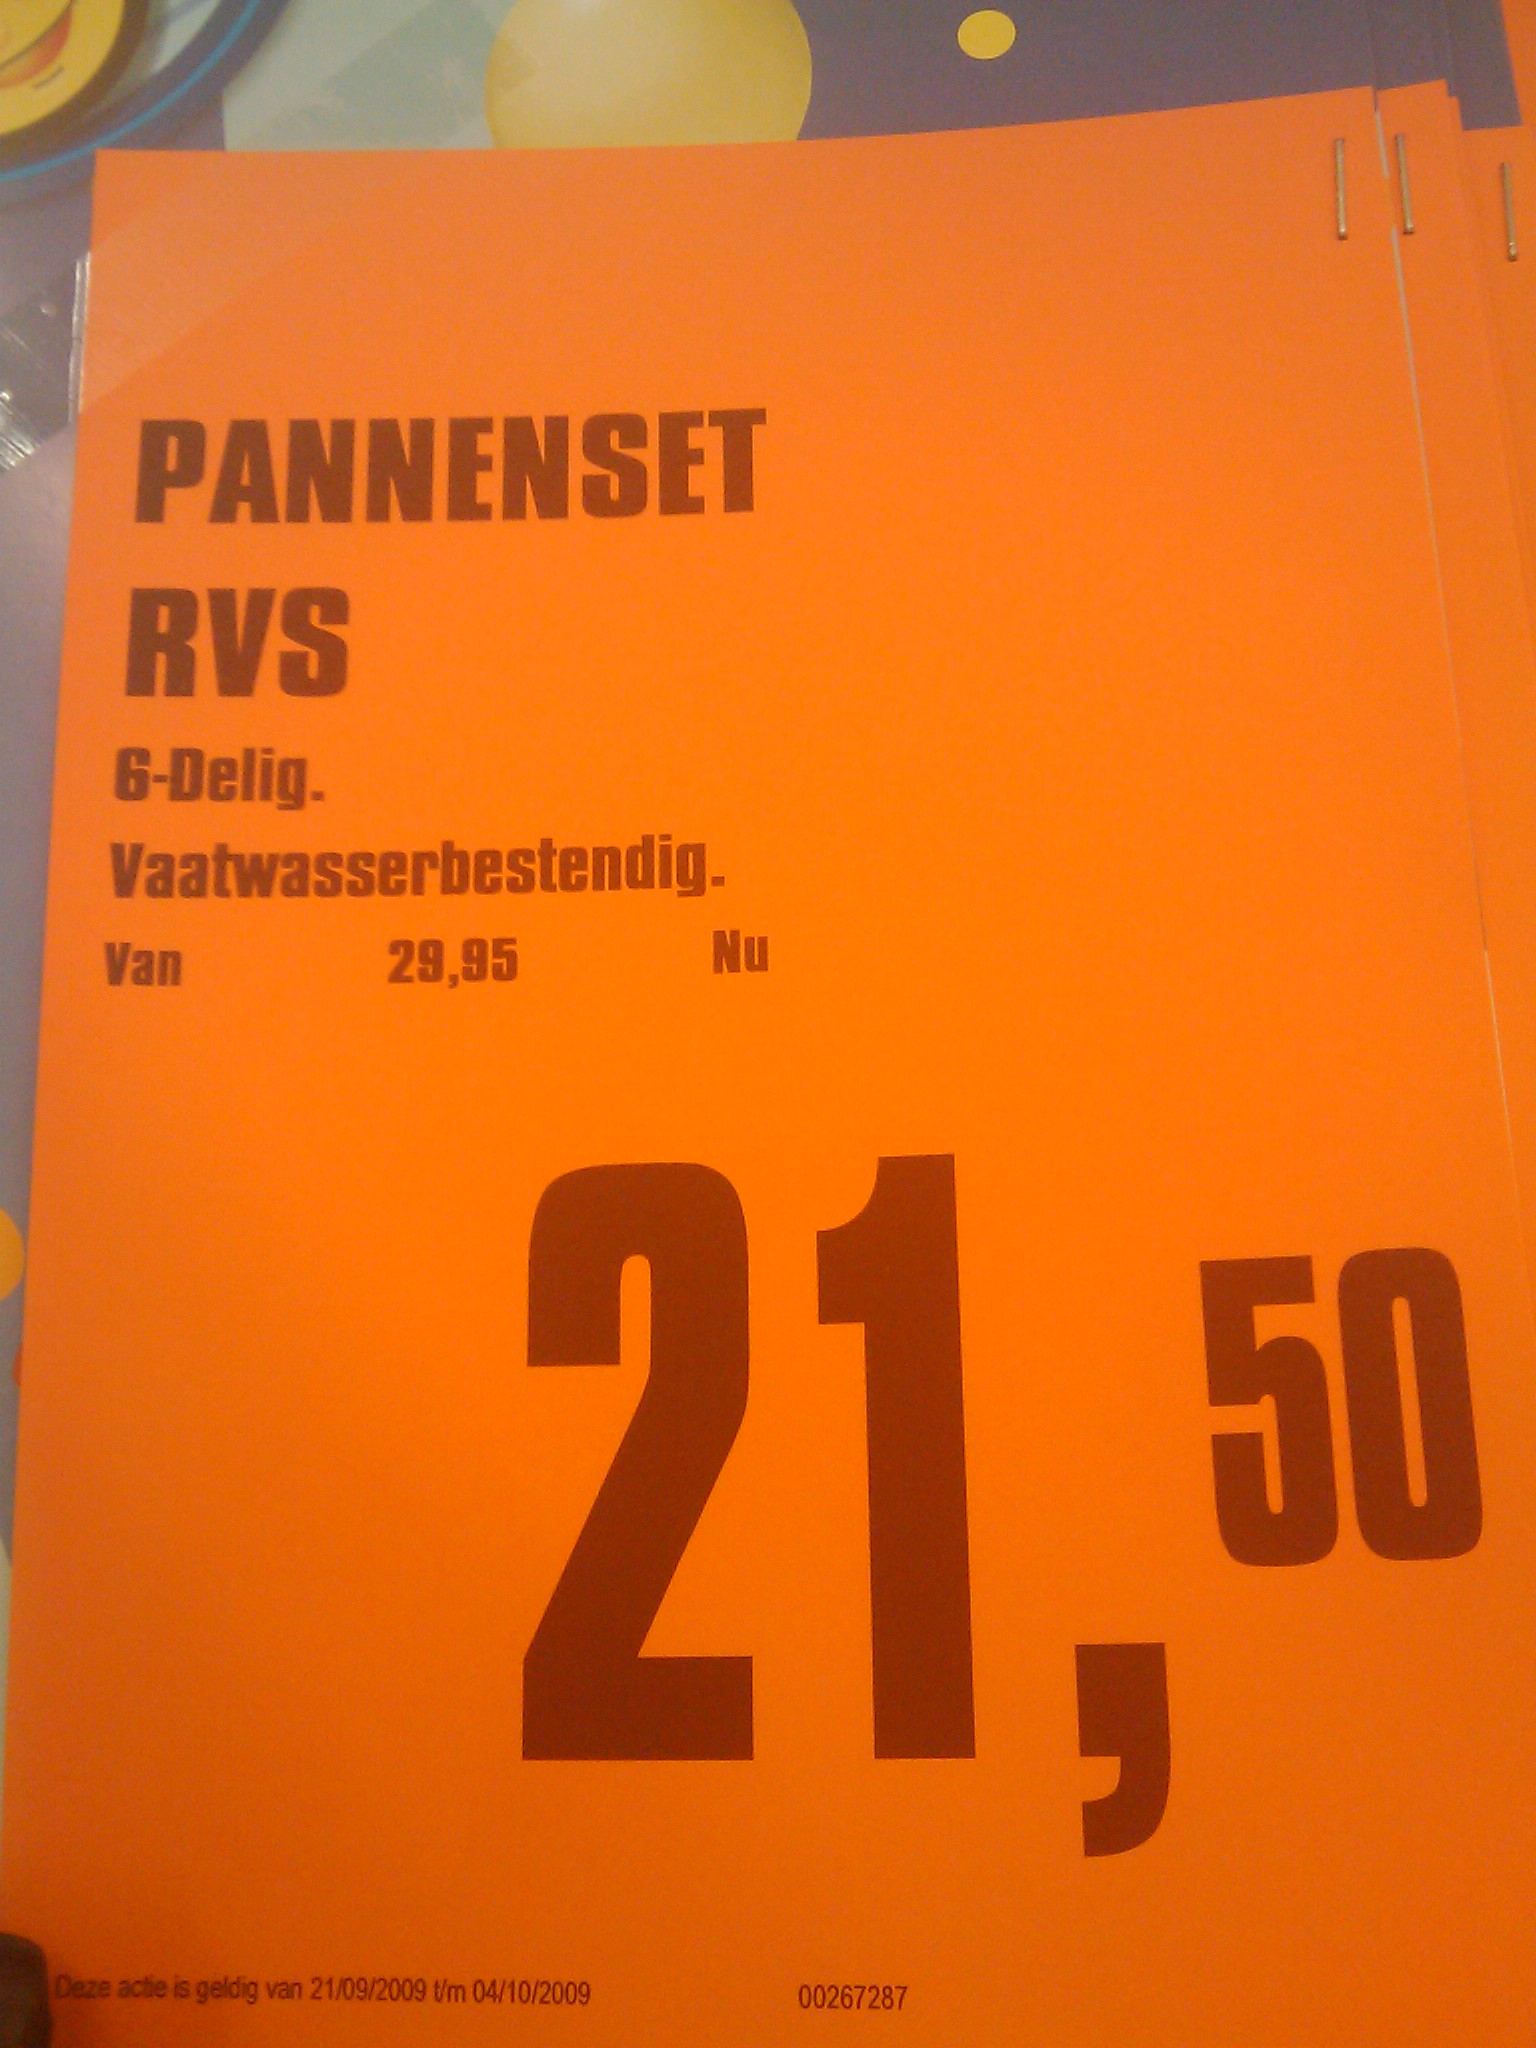 PANNENSET
RVS
6-Delig.
Vaatwasserbestendig.
Van 29,95 Nu
21,50
Deze actie is geldig van 21/09/2009 t/m 04/10/2009 00267287